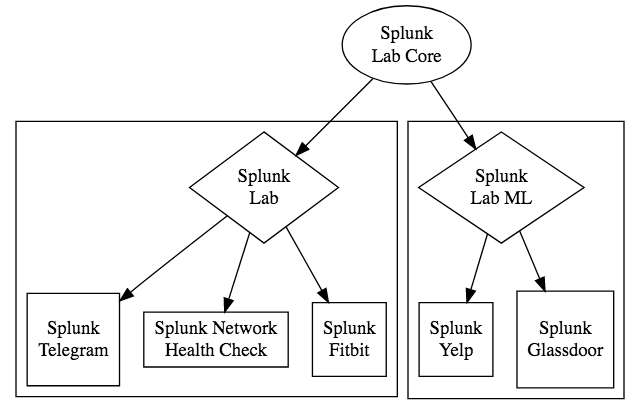 Splunk
Lab Core
Splunk
Lab
Splunk
Lab ML
Splunk
Telegram
Splunk Network
Health Check
Splunk
Fitbit
Splunk
Yelp
Splunk
Glassdoor